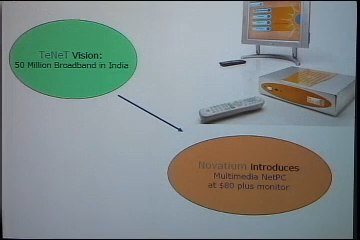 TeNeT Vision:
50 Million Broadband in India
Novatium introduces
Multimedia NetPC
at $80 plus monitor